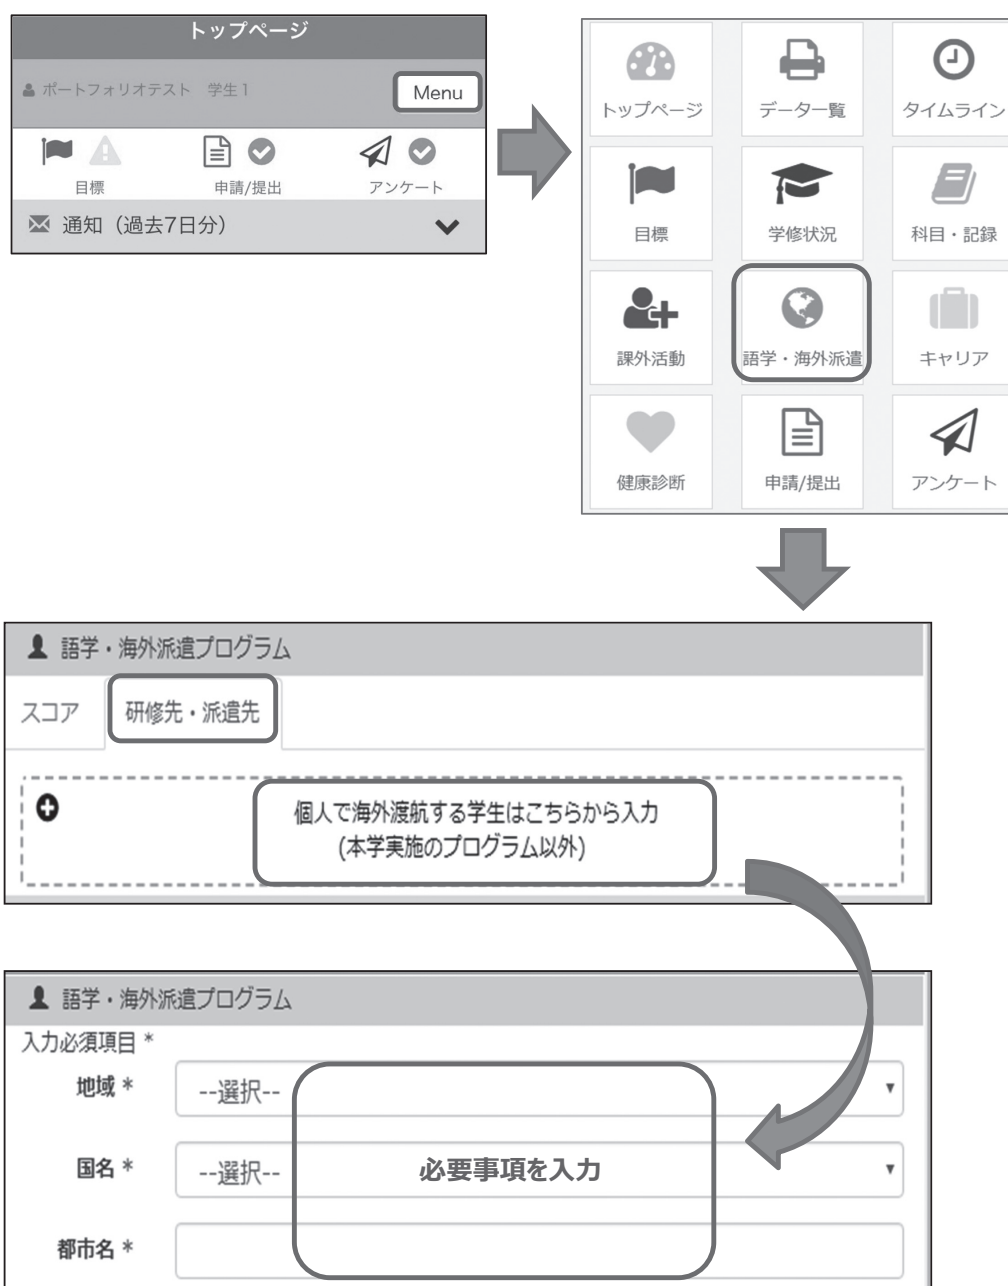 トップページ
ポートフォリオテスト 学生1
Menu
目標
申請/提出
アンケート
通知（過去7日分）
トップページ
データ一覧
タイムライン
目標
学修状況
科目・記録
課外活動
語学・海外派遣
キャリア
健康診断
申請/提出
アンケート
語学・海外派遣プログラム
スコア
研修先・派遣先
個人で海外渡航する学生はこちらから入力
(本学実施のプログラム以外)
語学・海外派遣プログラム
入力必須項目 *
地域 *
--選択--
国名 *
--選択--
必要事項を入力
都市名 *